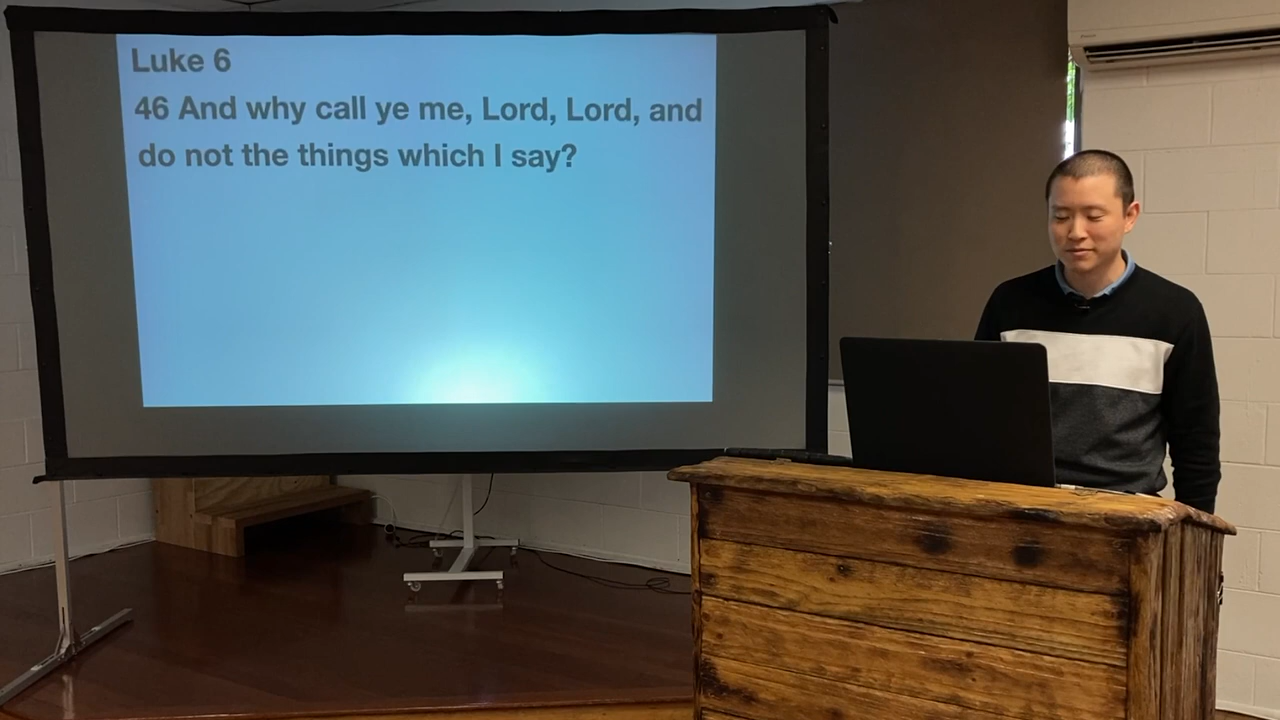 Luke 6
46 And why call ye me, Lord, Lord, and
do not the things which I say?